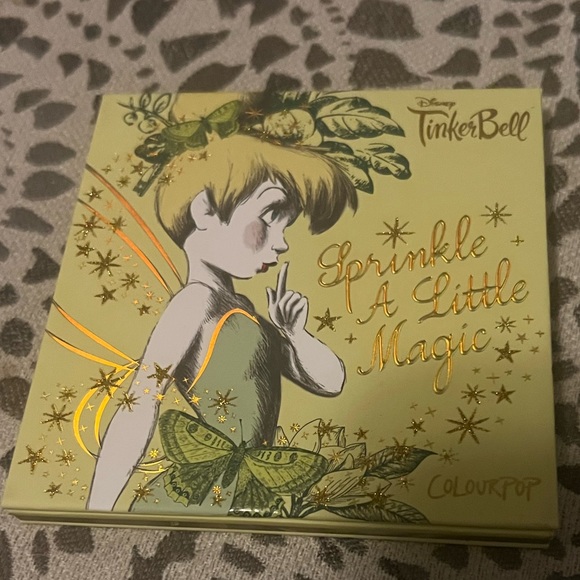 Disney
TinkerBell
Sprinkle
A Little
Magic
COLOURPOP